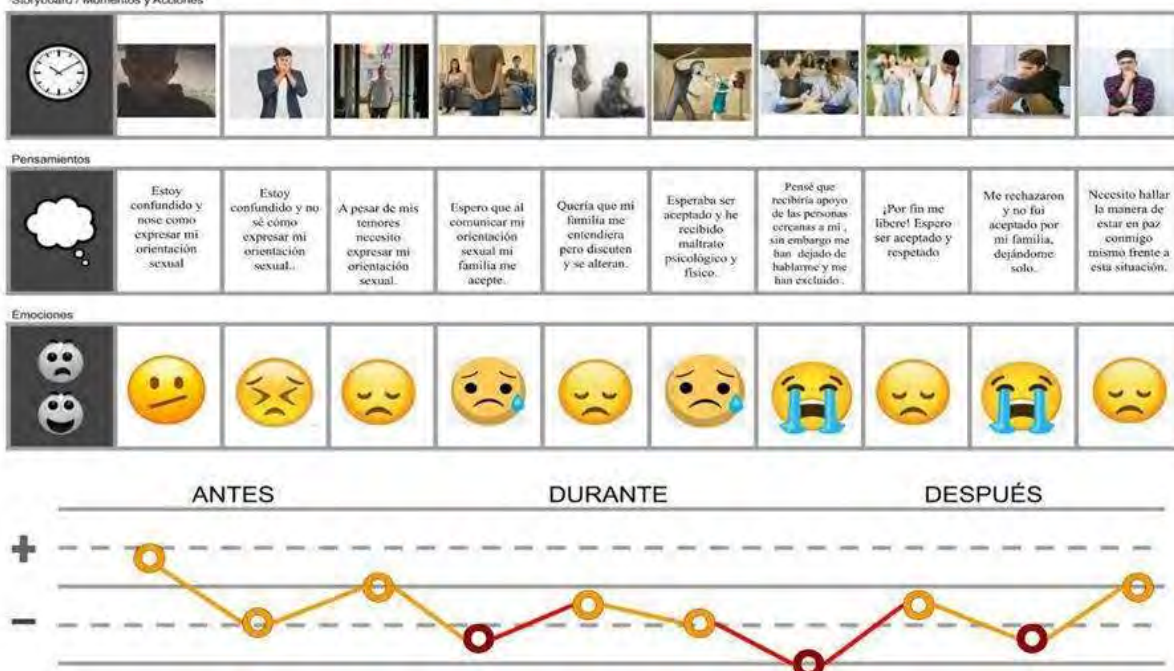 Storyboard / Momentos y Acciones
Pensamientos
Estoy
confundido y
nose como
expresar mi
orientación
sexual
Estoy
confundido y no
sé cómo
expresar mi
orientación
sexual..
A pesar de mis
temores
necesito
expresar mi
orientación
sexual.
Espero que al
comunicar mi
orientación
sexual mi
familia me
acepte.
Quería que mi
familia me
entendiera
pero discuten
y se alteran.
Esperaba ser
aceptado y he
recibido
maltrato
psicológico y
físico.
Pensé que
recibiría apoyo
de las personas
cercanas a mi ,
sin embargo me
han dejado de
hablarme y me
han excluido .
¡Por fin me
libere! Espero
ser aceptado y
respetado
Me rechazaron
y no fui
aceptado por
mi familia,
dejándome
solo.
Necesito hallar
la manera de
estar en paz
conmigo
mismo frente a
esta situación.
Emociones
ANTES DURANTE DESPUÉS
+
-